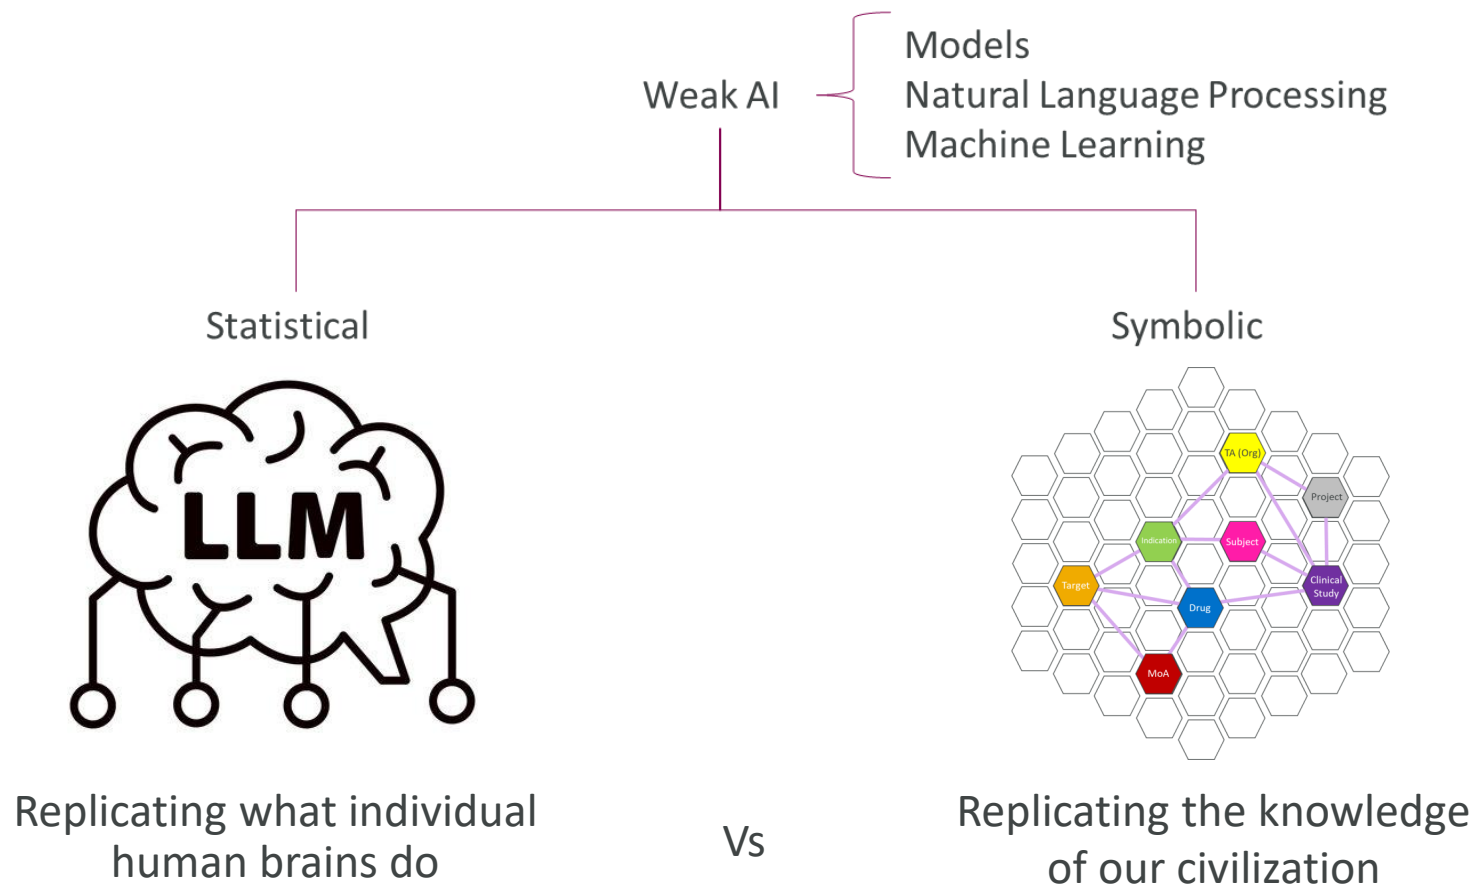 Models
Weak AI
Natural Language Processing
Machine Learning
Statistical
Symbolic
LLM
TA (Org)
Project
Indication
Subject
Target
Clinical
Study
Drug
MoA
Replicating what individual
human brains do
Vs
Replicating the knowledge
of our civilization